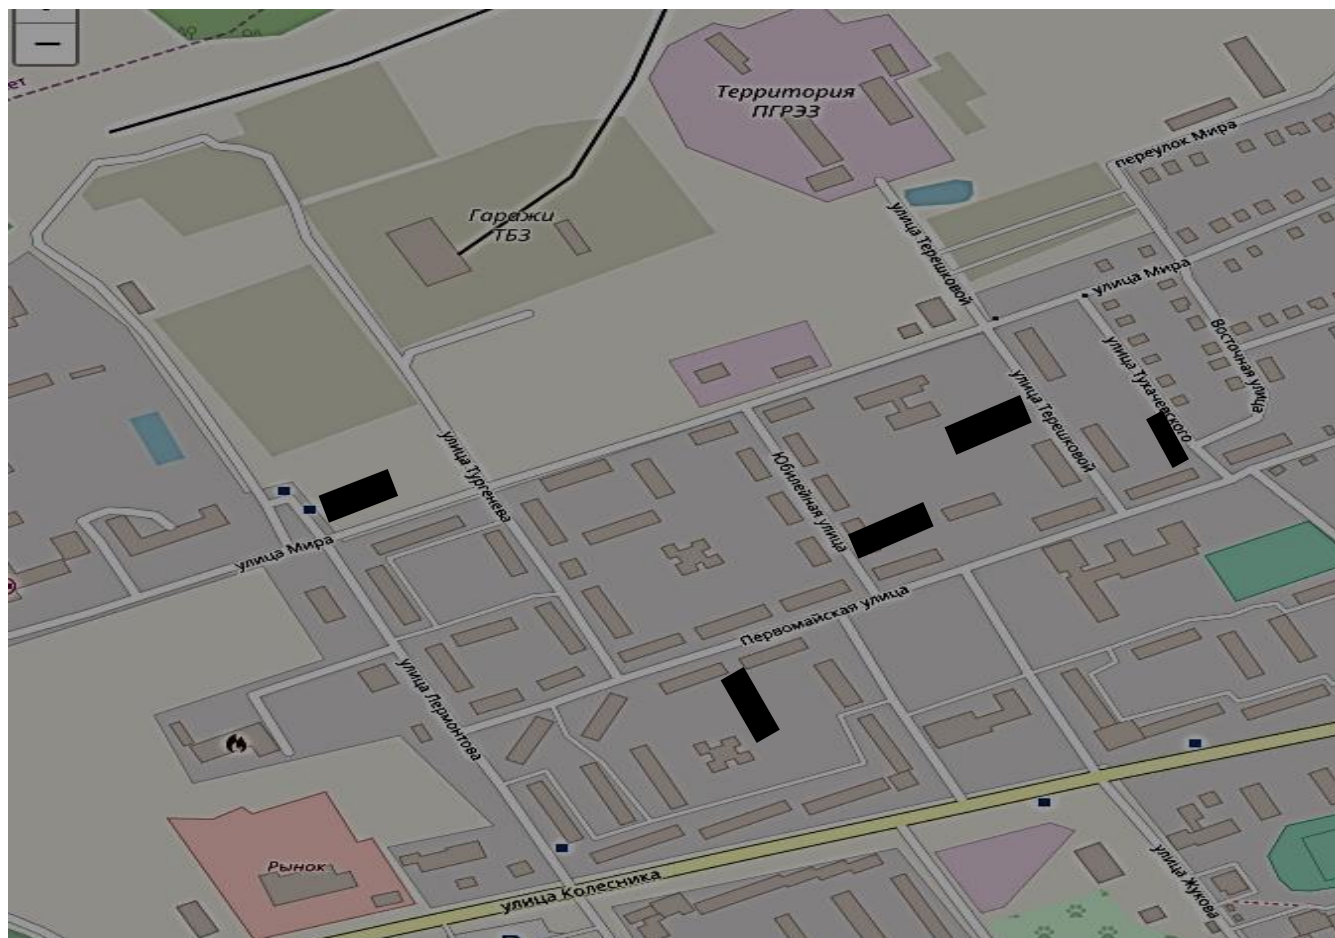 ет
Территория
ПГРЭЗ
переулок Мира
Гаражи
ТБЗ
улица Терешковой
улица Мира
Восточная улица
улица Тухачевского
улица Терешковой
улица Тургенева
Юбилейная улица
улица Мира
Первомайская улица
улица Лермонтова
Рынок
улица Колесника
улица Жукова